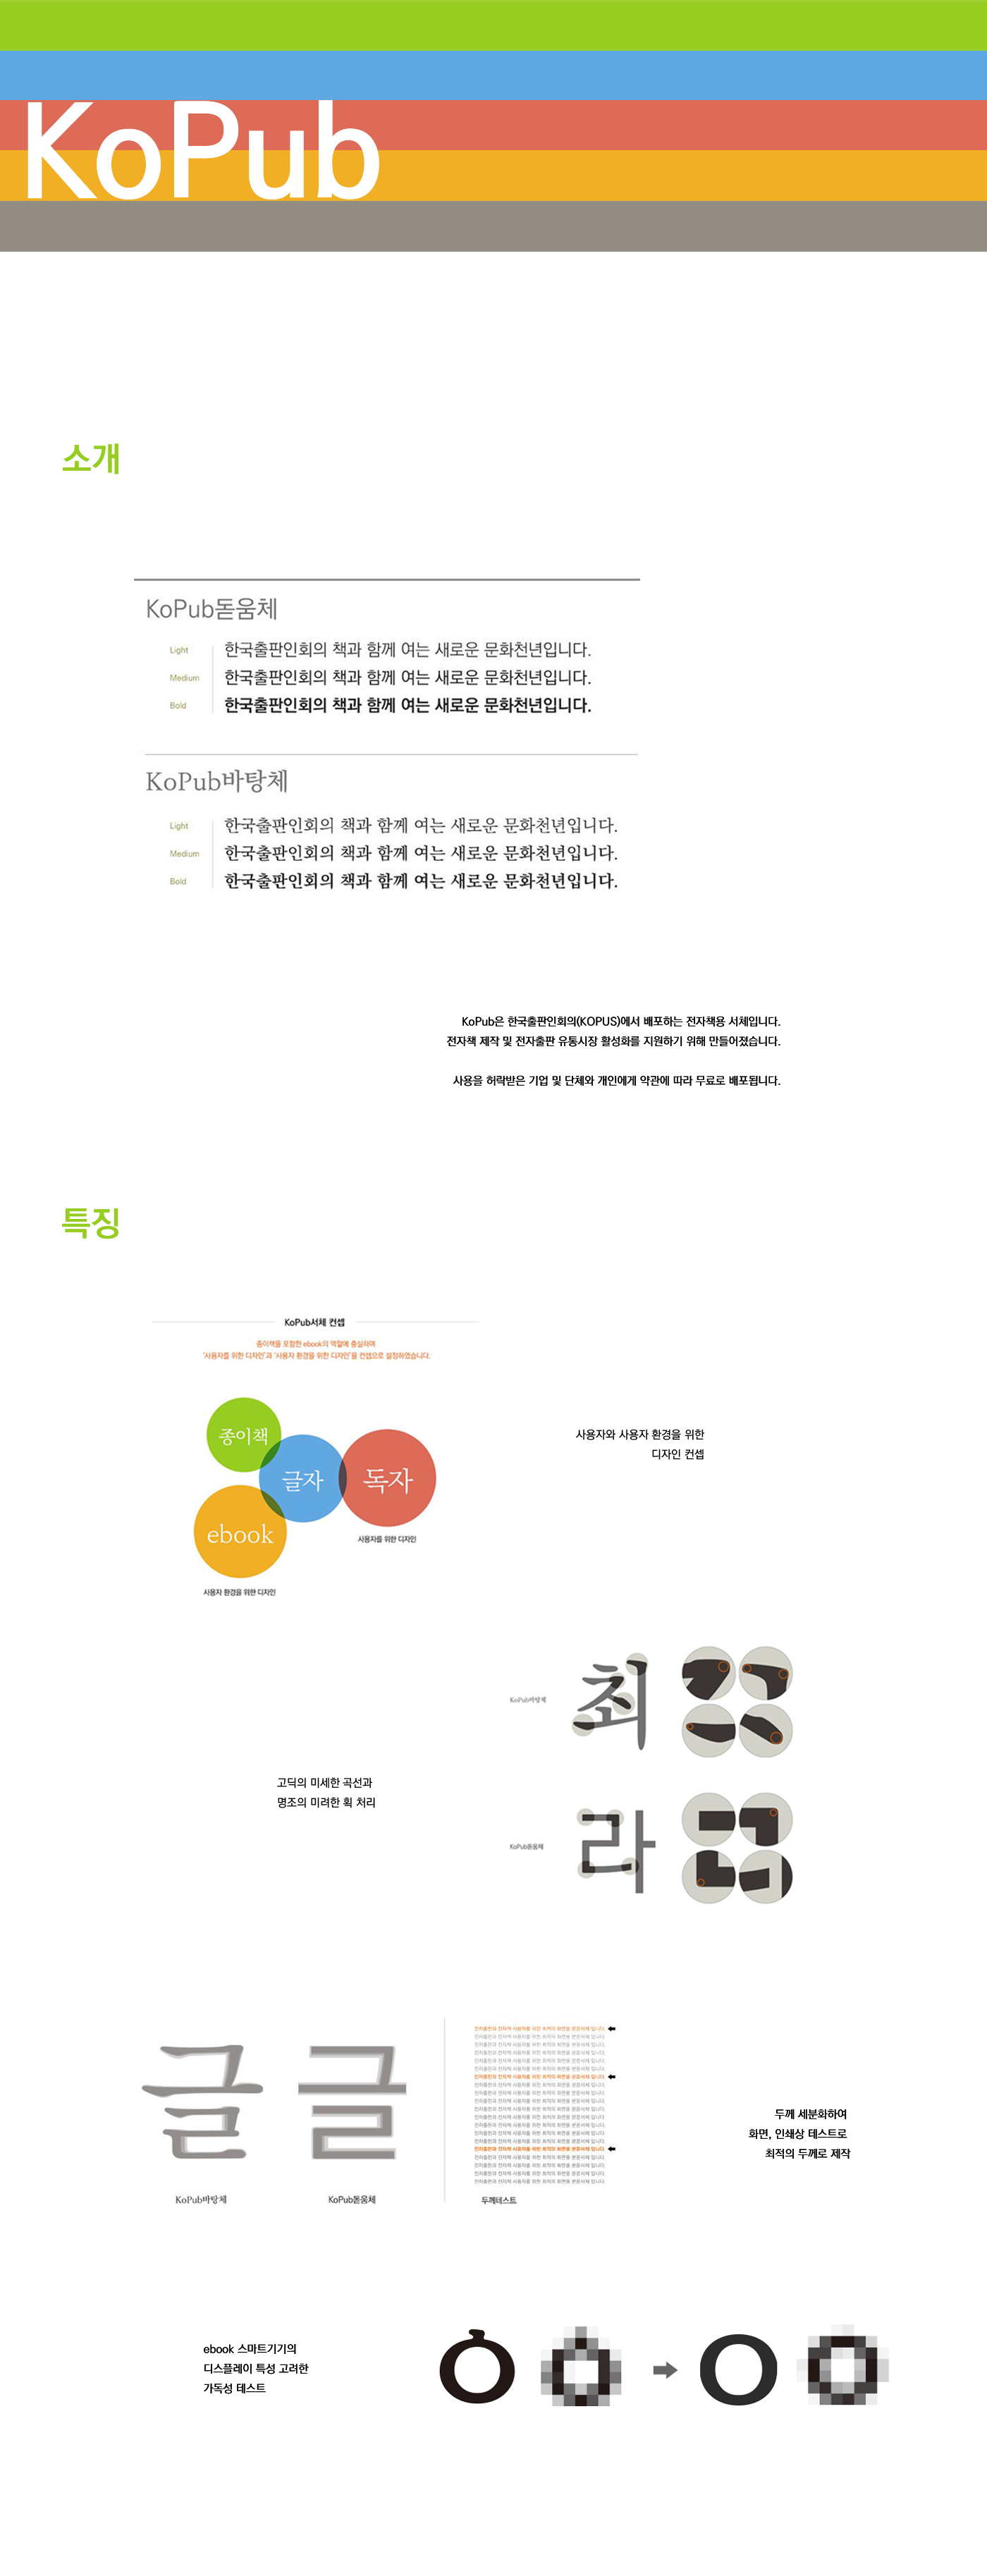 KoPub
소개
KoPub돋움체
Light 한국출판인회의 책과 함께 여는 새로운 문화천년입니다.
Medium 한국출판인회의 책과 함께 여는 새로운 문화천년입니다.
Bold 한국출판인회의 책과 함께 여는 새로운 문화천년입니다.
KoPub바탕체
Light 한국출판인회의 책과 함께 여는 새로운 문화천년입니다.
Medium 한국출판인회의 책과 함께 여는 새로운 문화천년입니다.
Bold 한국출판인회의 책과 함께 여는 새로운 문화천년입니다.
KoPub은 한국출판인회의(KOPUS)에서 배포하는 전자책용 서체입니다.
전자책 제작 및 전자출판 유통시장 활성화를 지원하기 위해 만들어졌습니다.
사용을 허락받은 기업 및 단체와 개인에게 약관에 따라 무료로 배포됩니다.
특징
KoPub서체 컨셉
종이책을 포함한 ebook의 역할에 충실하며
'사용자를 위한 디자인'과 '사용자 환경을 위한 디자인'을 컨셉으로 설정하였습니다.
종이책
글자
독자
ebook
사용자를 위한 디자인
사용자 환경을 위한 디자인
사용자와 사용자 환경을 위한
디자인 컨셉
KoPub바탕체
최
고딕의 미세한 곡선과
명조의 미려한 획 처리
KoPub돋움체
라
글
글
KoPub바탕체
KoPub돋움체
두께테스트
두께 세분화하여
화면, 인쇄상 테스트로
최적의 두께로 제작
ebook 스마트기기의
디스플레이 특성 고려한
가독성 테스트